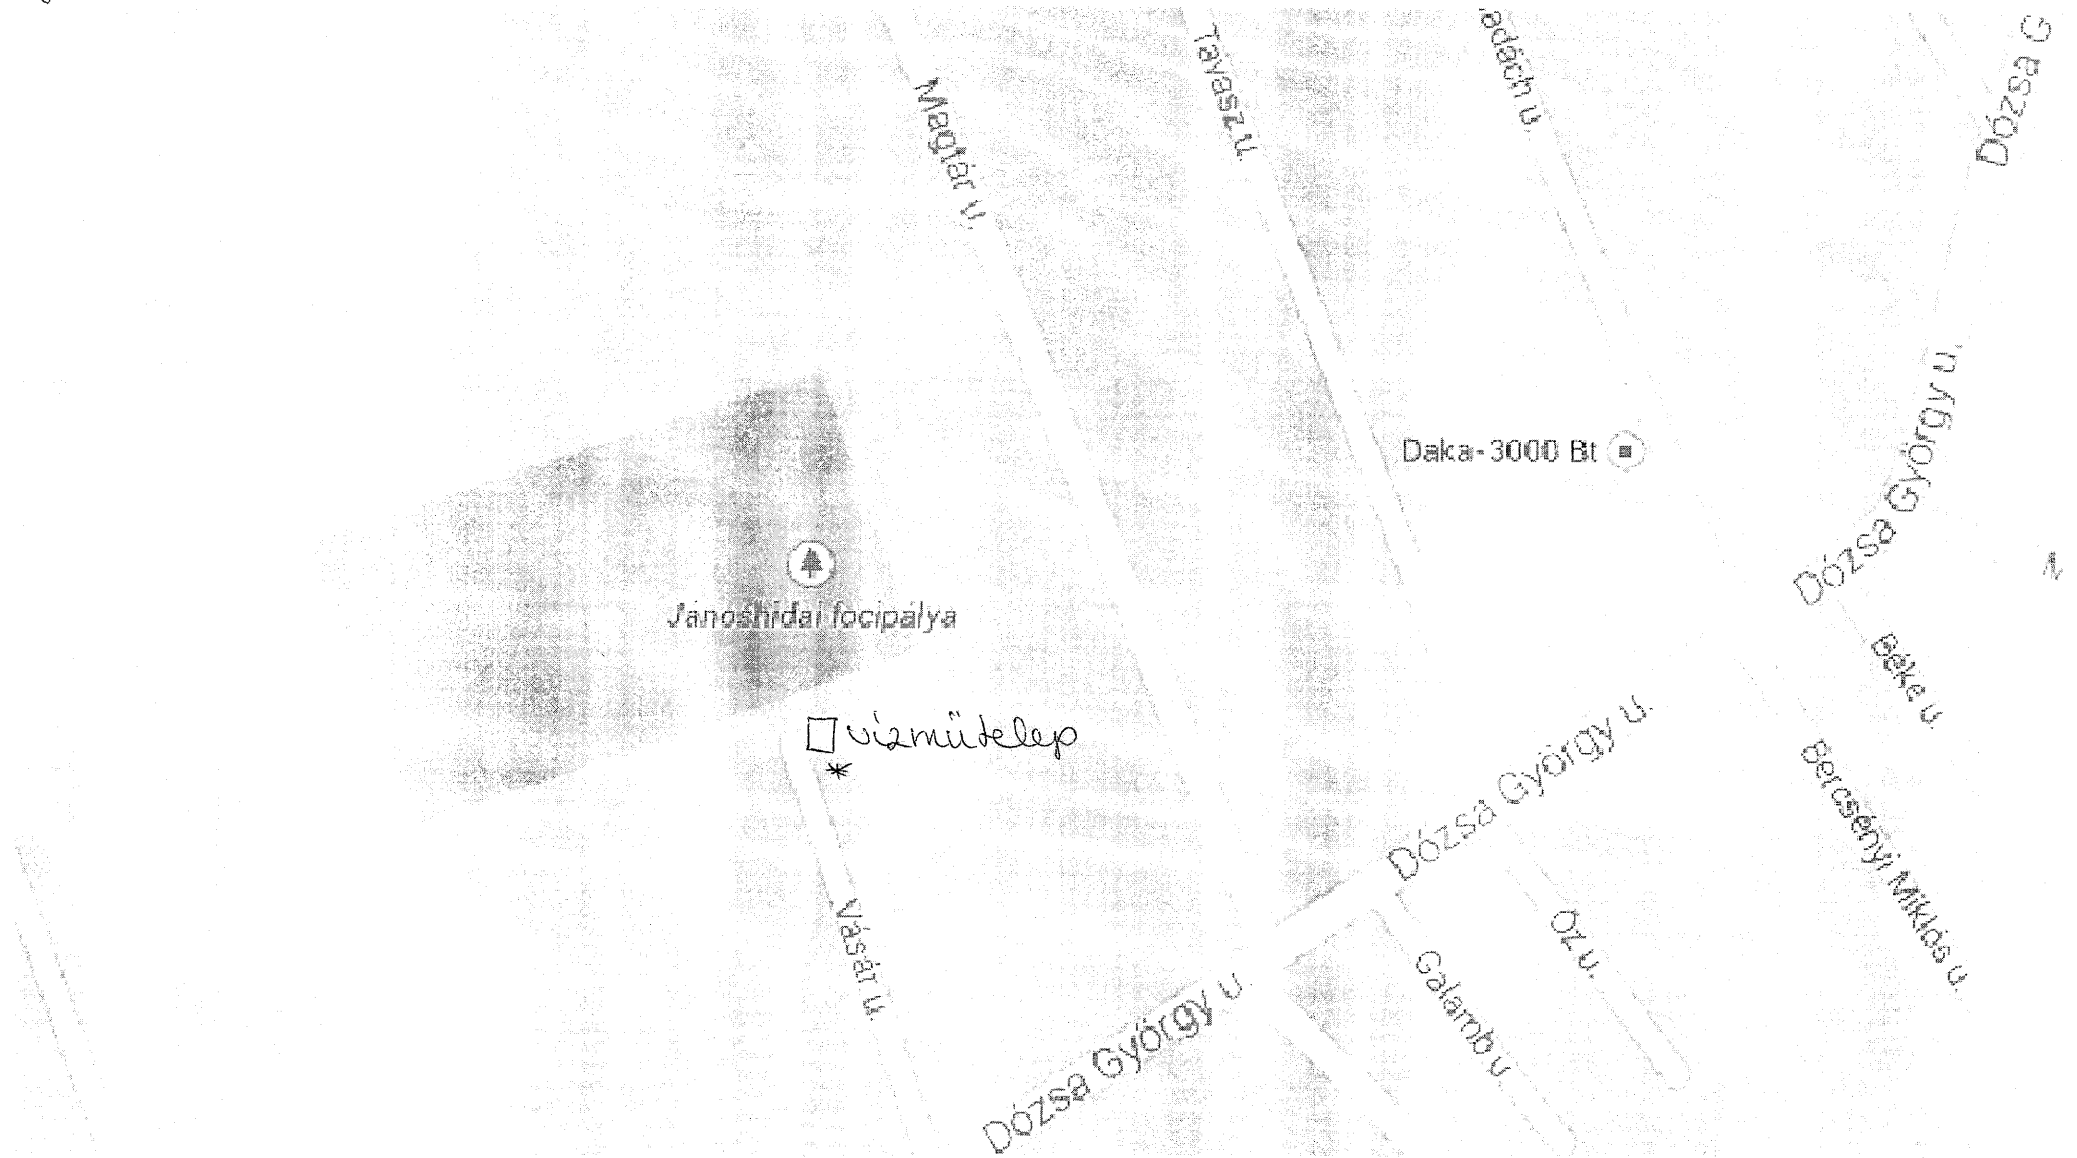 Magtár u.
Tavasz u.
adách u.
Dózsa G
Daka-3000 Bt
Dózsa György u.
Jánoshidai focipálya
Béke u.
vízműtelep
*
Dózsa György u.
Bercsényi Miklós u.
Vásár u.
Őz u.
Galamb u.
Dózsa György u.